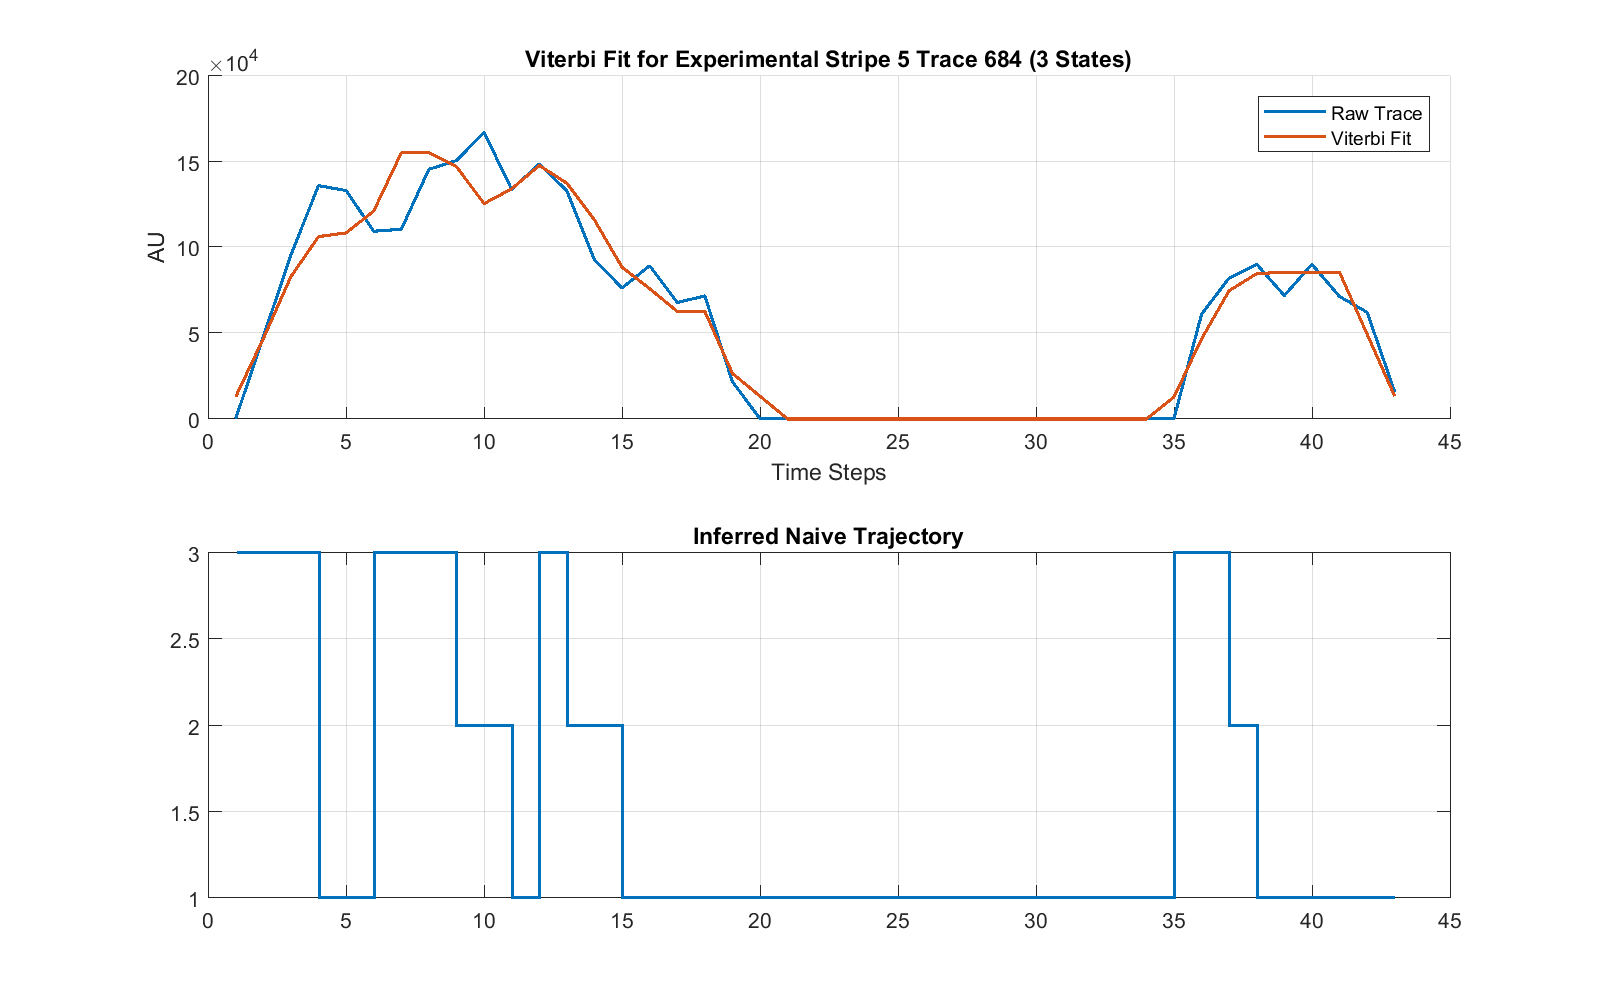 Viterbi Fit for Experimental Stripe 5 Trace 684 (3 States)
×10⁴
20
15
10
5
0
AU
Raw Trace
Viterbi Fit
0 5 10 15 20 25 30 35 40 45
Time Steps
Inferred Naive Trajectory
3
2.5
2
1.5
1
0 5 10 15 20 25 30 35 40 45